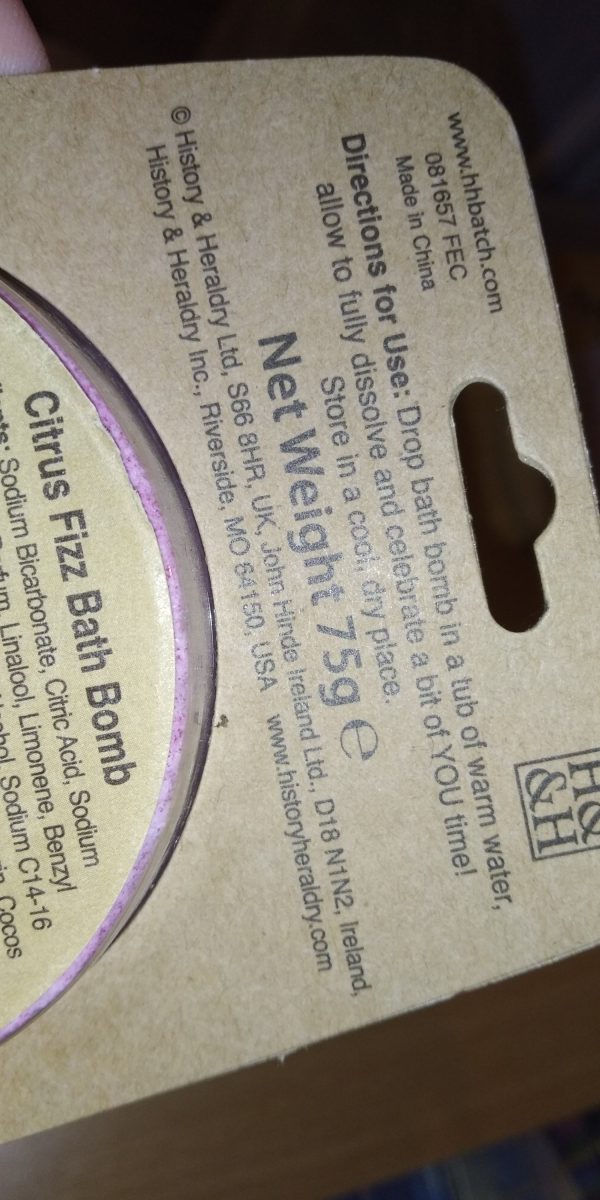 www.hhbatch.com
081657 FEC
Made in China
H&
&H
Directions for Use: Drop bath bomb in a tub of warm water,
allow to fully dissolve and celebrate a bit of YOU time!
Store in a cool, dry place.
Net Weight 75g ℮
© History & Heraldry Ltd, S66 8HR, UK, John Hinde Ireland Ltd., D18 N1N2, Ireland,
History & Heraldry Inc., Riverside, MO 64150, USA www.historyheraldry.com
Citrus Fizz Bath Bomb
Sodium Bicarbonate, Citric Acid, Sodium
Linalool, Limonene, Benzyl
Sodium C14-16
Cocos